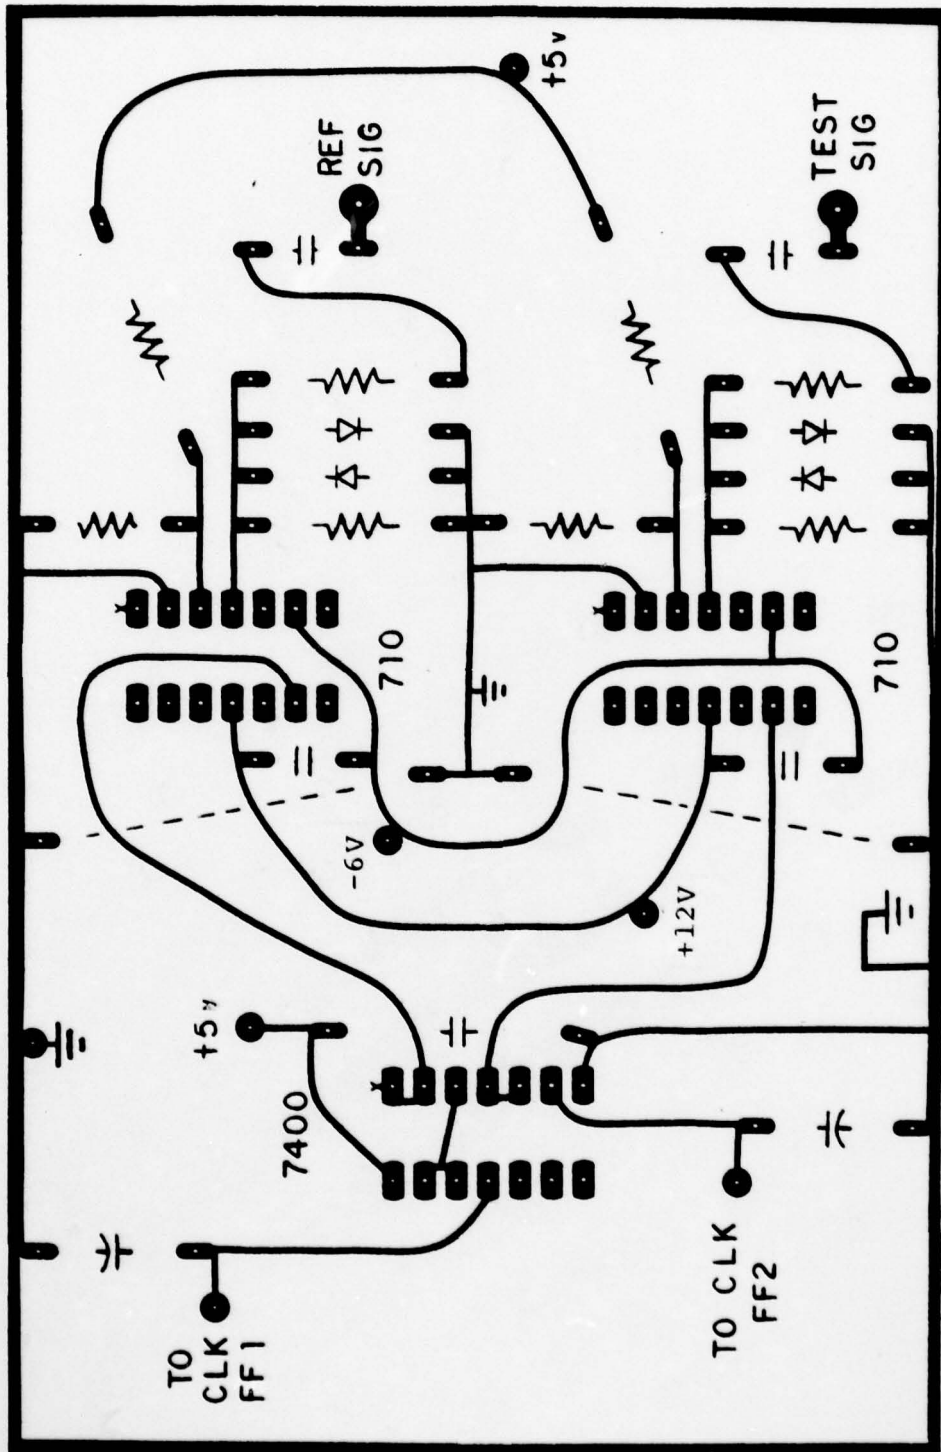 +5v
REF
SIG
TEST
SIG
710
710
-6V
+12V
+5v
7400
TO
CLK
FF1
TO CLK
FF2